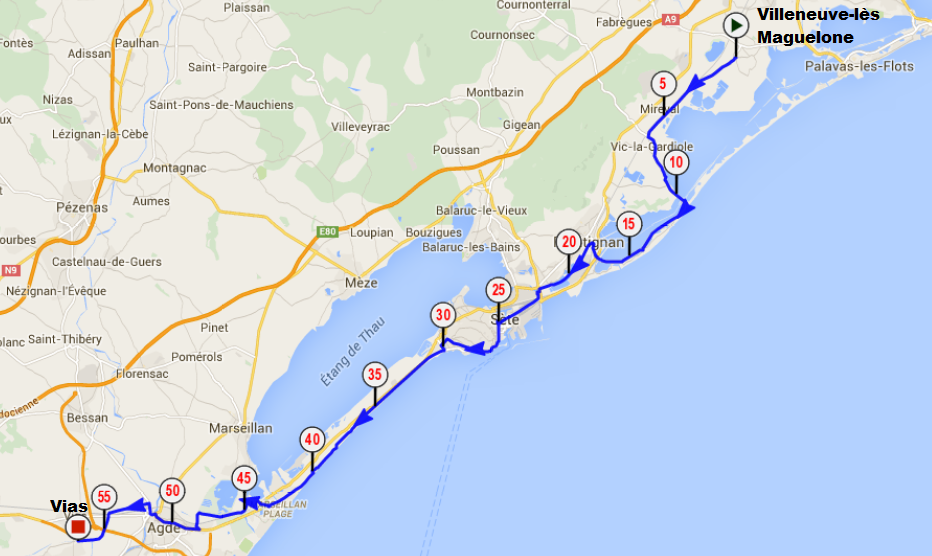 Plaissan
Cornonterral
Fabrègues
A9
Villeneuve-lès
Maguelone
Paulhan
Adissan
Cournonsec
Palavas-les-Flots
Saint-Pargoire
5
Nizas
Saint-Pons-de-Mauchiens
Montbazin
Mireval
Lézignan-la-Cèbe
Villeveyrac
Gigean
Poussan
Vic-la-Gardiole
10
Montagnac
Aumes
Pézenas
Balaruc-le-Vieux
15
E80
Loupian
Bouzigues
Balaruc-les-Bains
20
N9
Castelnau-de-Guers
Nézignan-l'Évêque
Mèze
25
30
Sète
Pinet
Saint-Thibéry
Étang de Thau
Pomérols
Florensac
35
Bessan
Marseillan
40
45
50
55
Vias
PLAGE
Agde